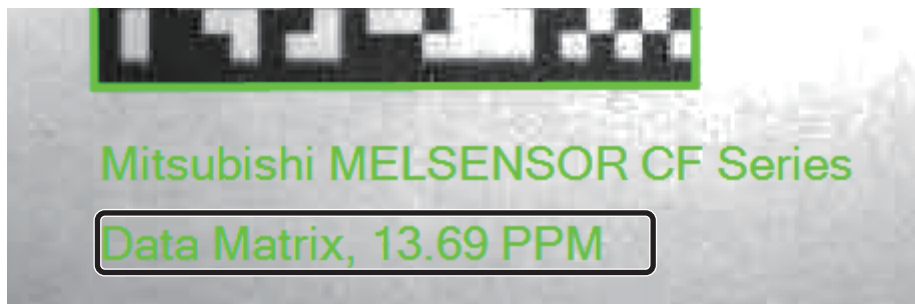 Mitsubishi MELSENSOR CF Series
Data Matrix, 13.69 PPM